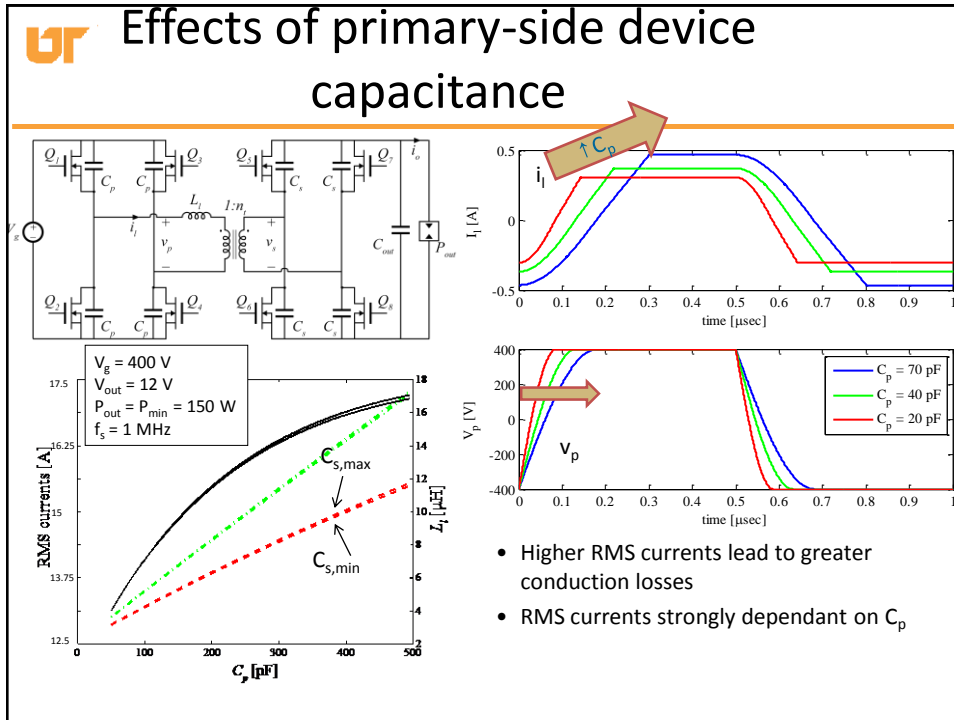 UT
Effects of primary-side device
capacitance
Q1
Q3
Q5
Q7
io
Cp
Cp
Cs
Cs
Ll
1:nt
il
Vg
+
vp
−
+
vs
−
Cout
Pout
Q2
Q4
Q6
Q8
Cp
Cp
Cs
Cs
Vg = 400 V
Vout = 12 V
Pout = Pmin = 150 W
fs = 1 MHz
17.5
16.25
15
13.75
12.5
RMS currents [A]
18
16
14
12
10
8
6
4
2
Ll [μH]
Cs,max
Cs,min
0 100 200 300 400 500
Cp [pF]
↑ Cp
il
0.5
0
-0.5
Il [A]
0 0.1 0.2 0.3 0.4 0.5 0.6 0.7 0.8 0.9 1
time [μsec]
400
200
0
-200
-400
Vp [V]
vp
Cp = 70 pF
Cp = 40 pF
Cp = 20 pF
0 0.1 0.2 0.3 0.4 0.5 0.6 0.7 0.8 0.9 1
time [μsec]
• Higher RMS currents lead to greater
conduction losses
• RMS currents strongly dependant on Cp